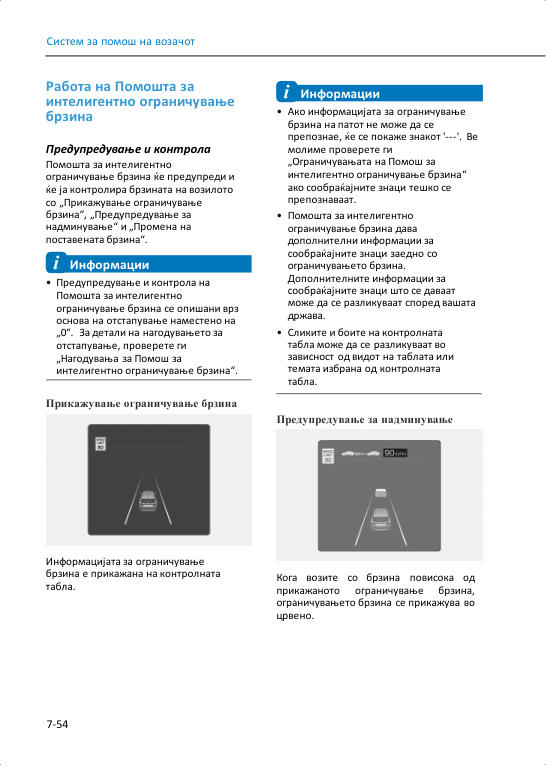 Систем за помош на возачот
Работа на Помошта за
интелигентно ограничување
брзина
Предупредување и контрола
Помошта за интелигентно
ограничување брзина ќе предупреди и
ќе ја контролира брзината на возилото
со „Прикажување ограничување
брзина“, „Предупредување за
надминување“ и „Промена на
поставената брзина“.
i Информации
• Предупредување и контрола на
Помошта за интелигентно
ограничување брзина се опишани врз
основа на отстапување наместено на
„0“. За детали на нагодувањето за
отстапување, проверете ги
„Нагодувања за Помош за
интелигентно ограничување брзина“.
Прикажување ограничување брзина
80
Информацијата за ограничување
брзина е прикажана на контролната
табла.
i Информации
• Ако информацијата за ограничување
брзина на патот не може да се
препознае, ќе се покаже знакот '---'. Ве
молиме проверете ги
„Ограничувањата на Помош за
интелигентно ограничување брзина“
ако сообраќајните знаци тешко се
препознаваат.
• Помошта за интелигентно
ограничување брзина дава
дополнителни информации за
сообраќајните знаци заедно со
ограничувањето брзина.
Дополнителните информации за
сообраќајните знаци што се даваат
може да се разликуваат според вашата
држава.
• Сликите и боите на контролната
табла може да се разликуваат во
зависност од видот на таблата или
темата избрана од контролната
табла.
Предупредување за надминување
80
90
Кога возите со брзина повисока од
прикажаното ограничување брзина,
ограничувањето брзина се прикажува во
црвено.
7-54